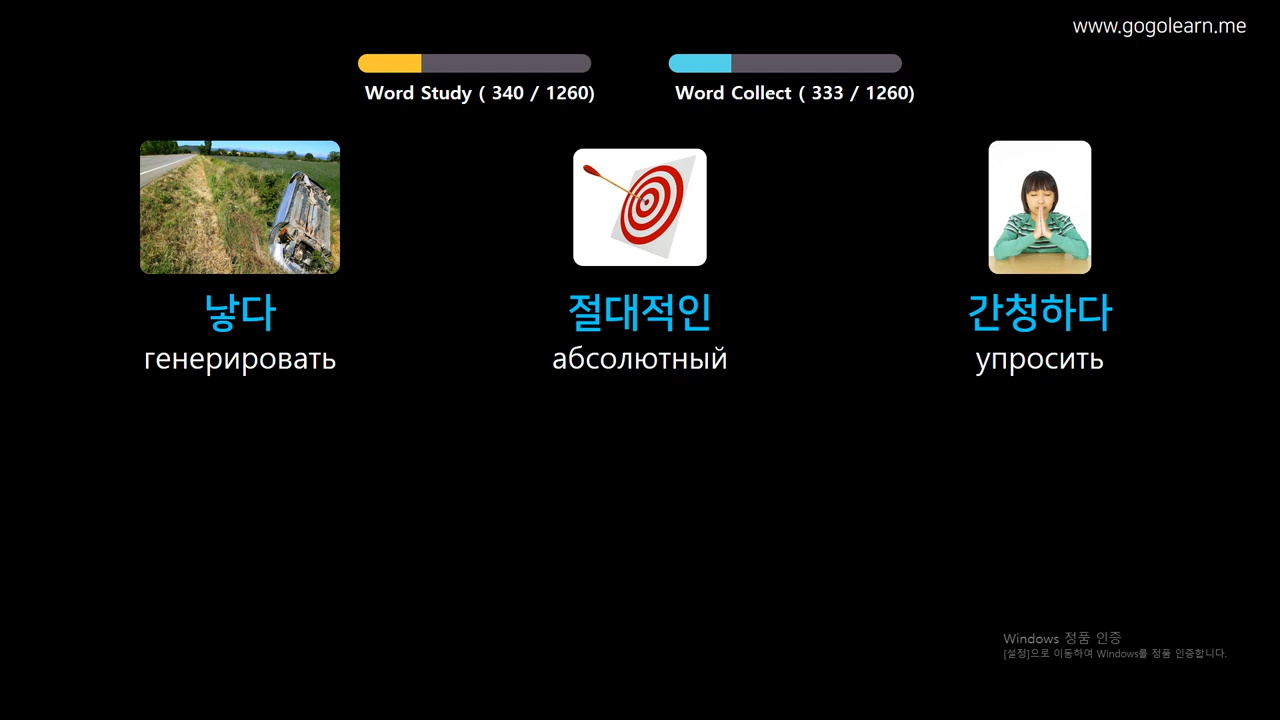 www.gogolearn.me
Word Study ( 340 / 1260)
Word Collect ( 333 / 1260)
낳다
генерировать
절대적인
абсолютный
간청하다
упросить
Windows 정품 인증
[설정]으로 이동하여 Windows를 정품 인증합니다.